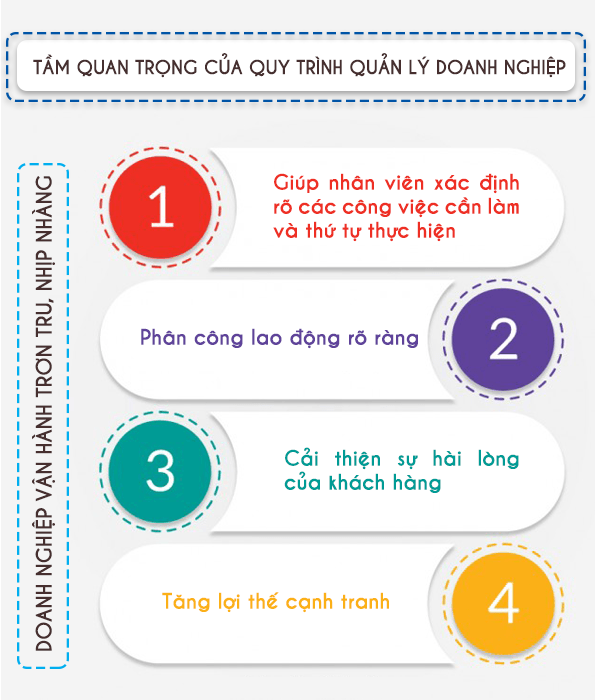 TẦM QUAN TRỌNG CỦA QUY TRÌNH QUẢN LÝ DOANH NGHIỆP
DOANH NGHIỆP VẬN HÀNH TRƠN TRU, NHỊP NHÀNG
1
Giúp nhân viên xác định
rõ các công việc cần làm
và thứ tự thực hiện
Phân công lao động rõ ràng
2
3
Cải thiện sự hài lòng
của khách hàng
Tăng lợi thế cạnh tranh
4